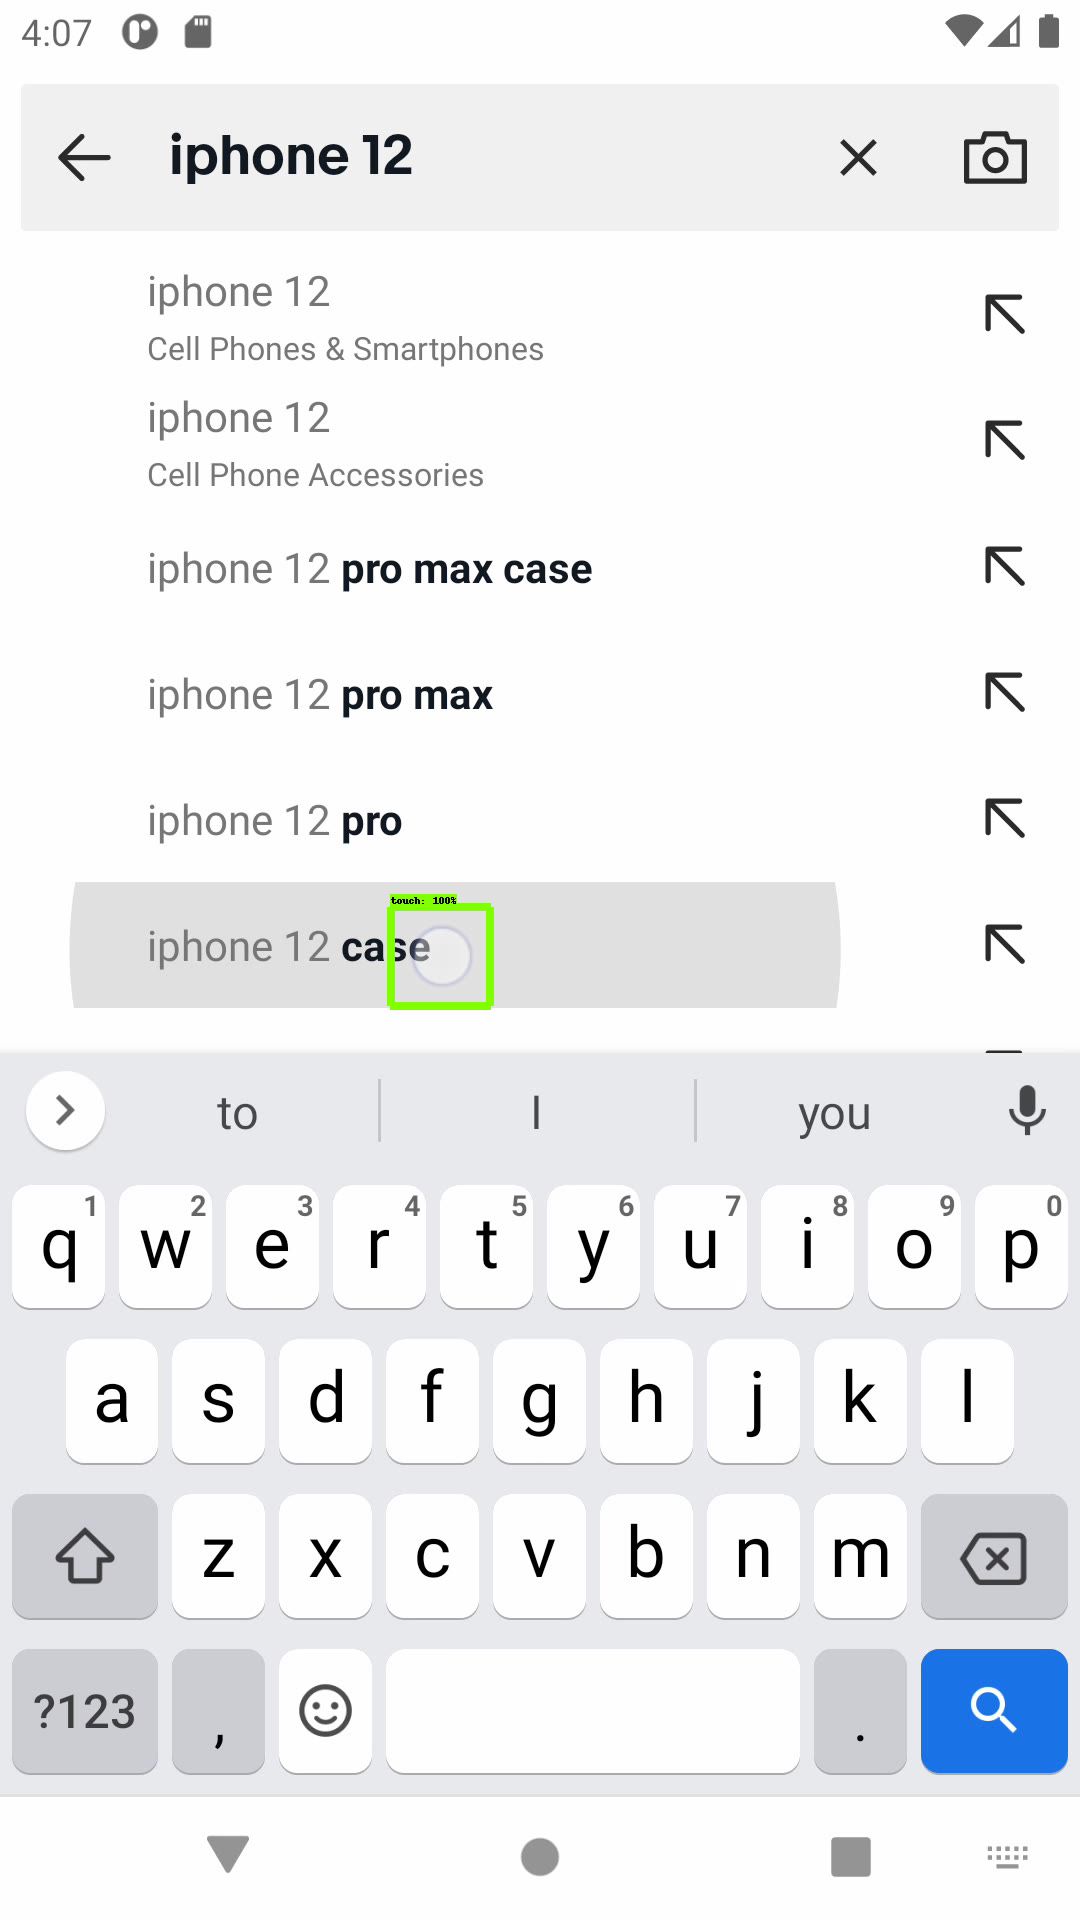 4:07
iphone 12
iphone 12
Cell Phones & Smartphones
iphone 12
Cell Phone Accessories
iphone 12 pro max case
iphone 12 pro max
iphone 12 pro
touch: 100%
iphone 12 case
to I you
1 2 3 4 5 6 7 8 9 0
q w e r t y u i o p
a s d f g h j k l
z x c v b n m
?123 , .